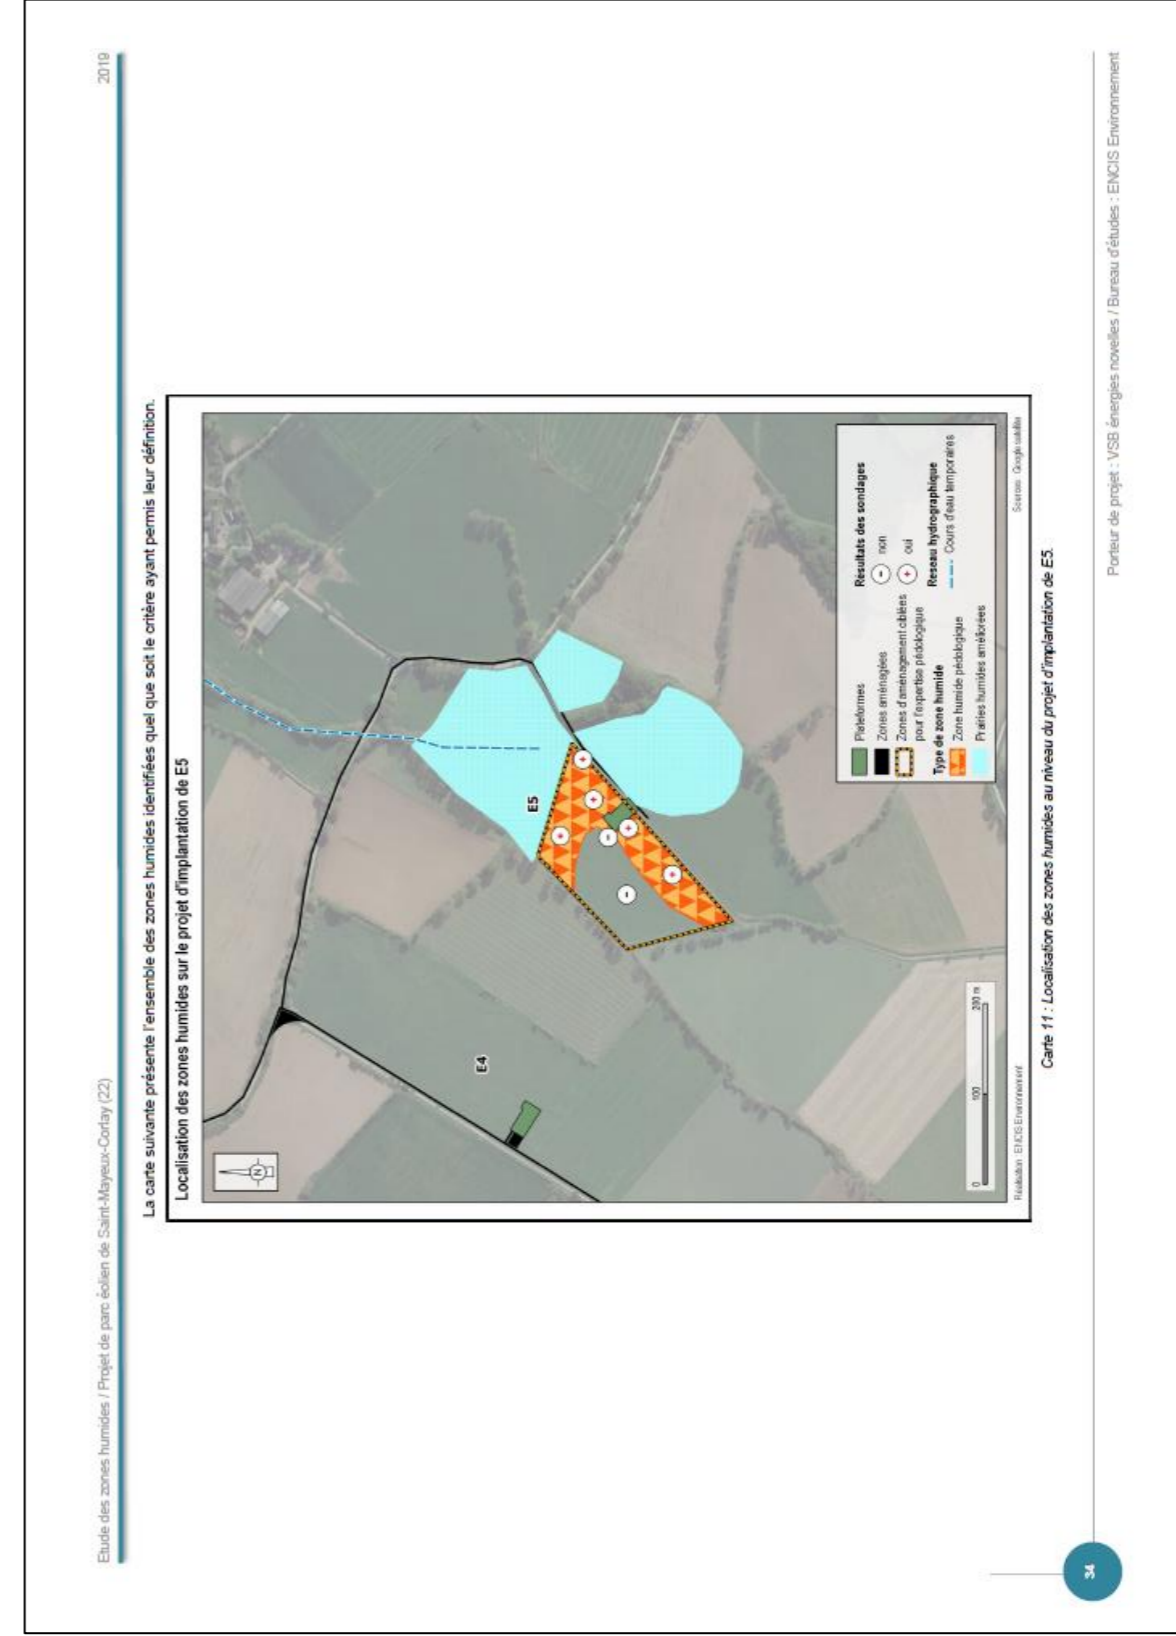 Etude des zones humides / Projet de parc éolien de Saint-Mayeux-Corlay (22)
2019
La carte suivante présente l'ensemble des zones humides identifiées quel que soit le critère ayant permis leur définition.
Localisation des zones humides sur le projet d'implantation de E5
N
E4
E5
0 100 200 m
Plateformes
Zones aménagées
Zones d'aménagement ciblées
pour l'expertise pédologique
Type de zone humide
Zone humide pédologique
Prairies humides améliorées
Résultats des sondages
- non
+ oui
Reseau hydrographique
Cours d'eau temporaires
Réalisation : ENCIS Environnement
Sources : Google satellite
Carte 11 : Localisation des zones humides au niveau du projet d'implantation de E5.
34
Porteur de projet : VSB énergies novelles / Bureau d'études : ENCIS Environnement